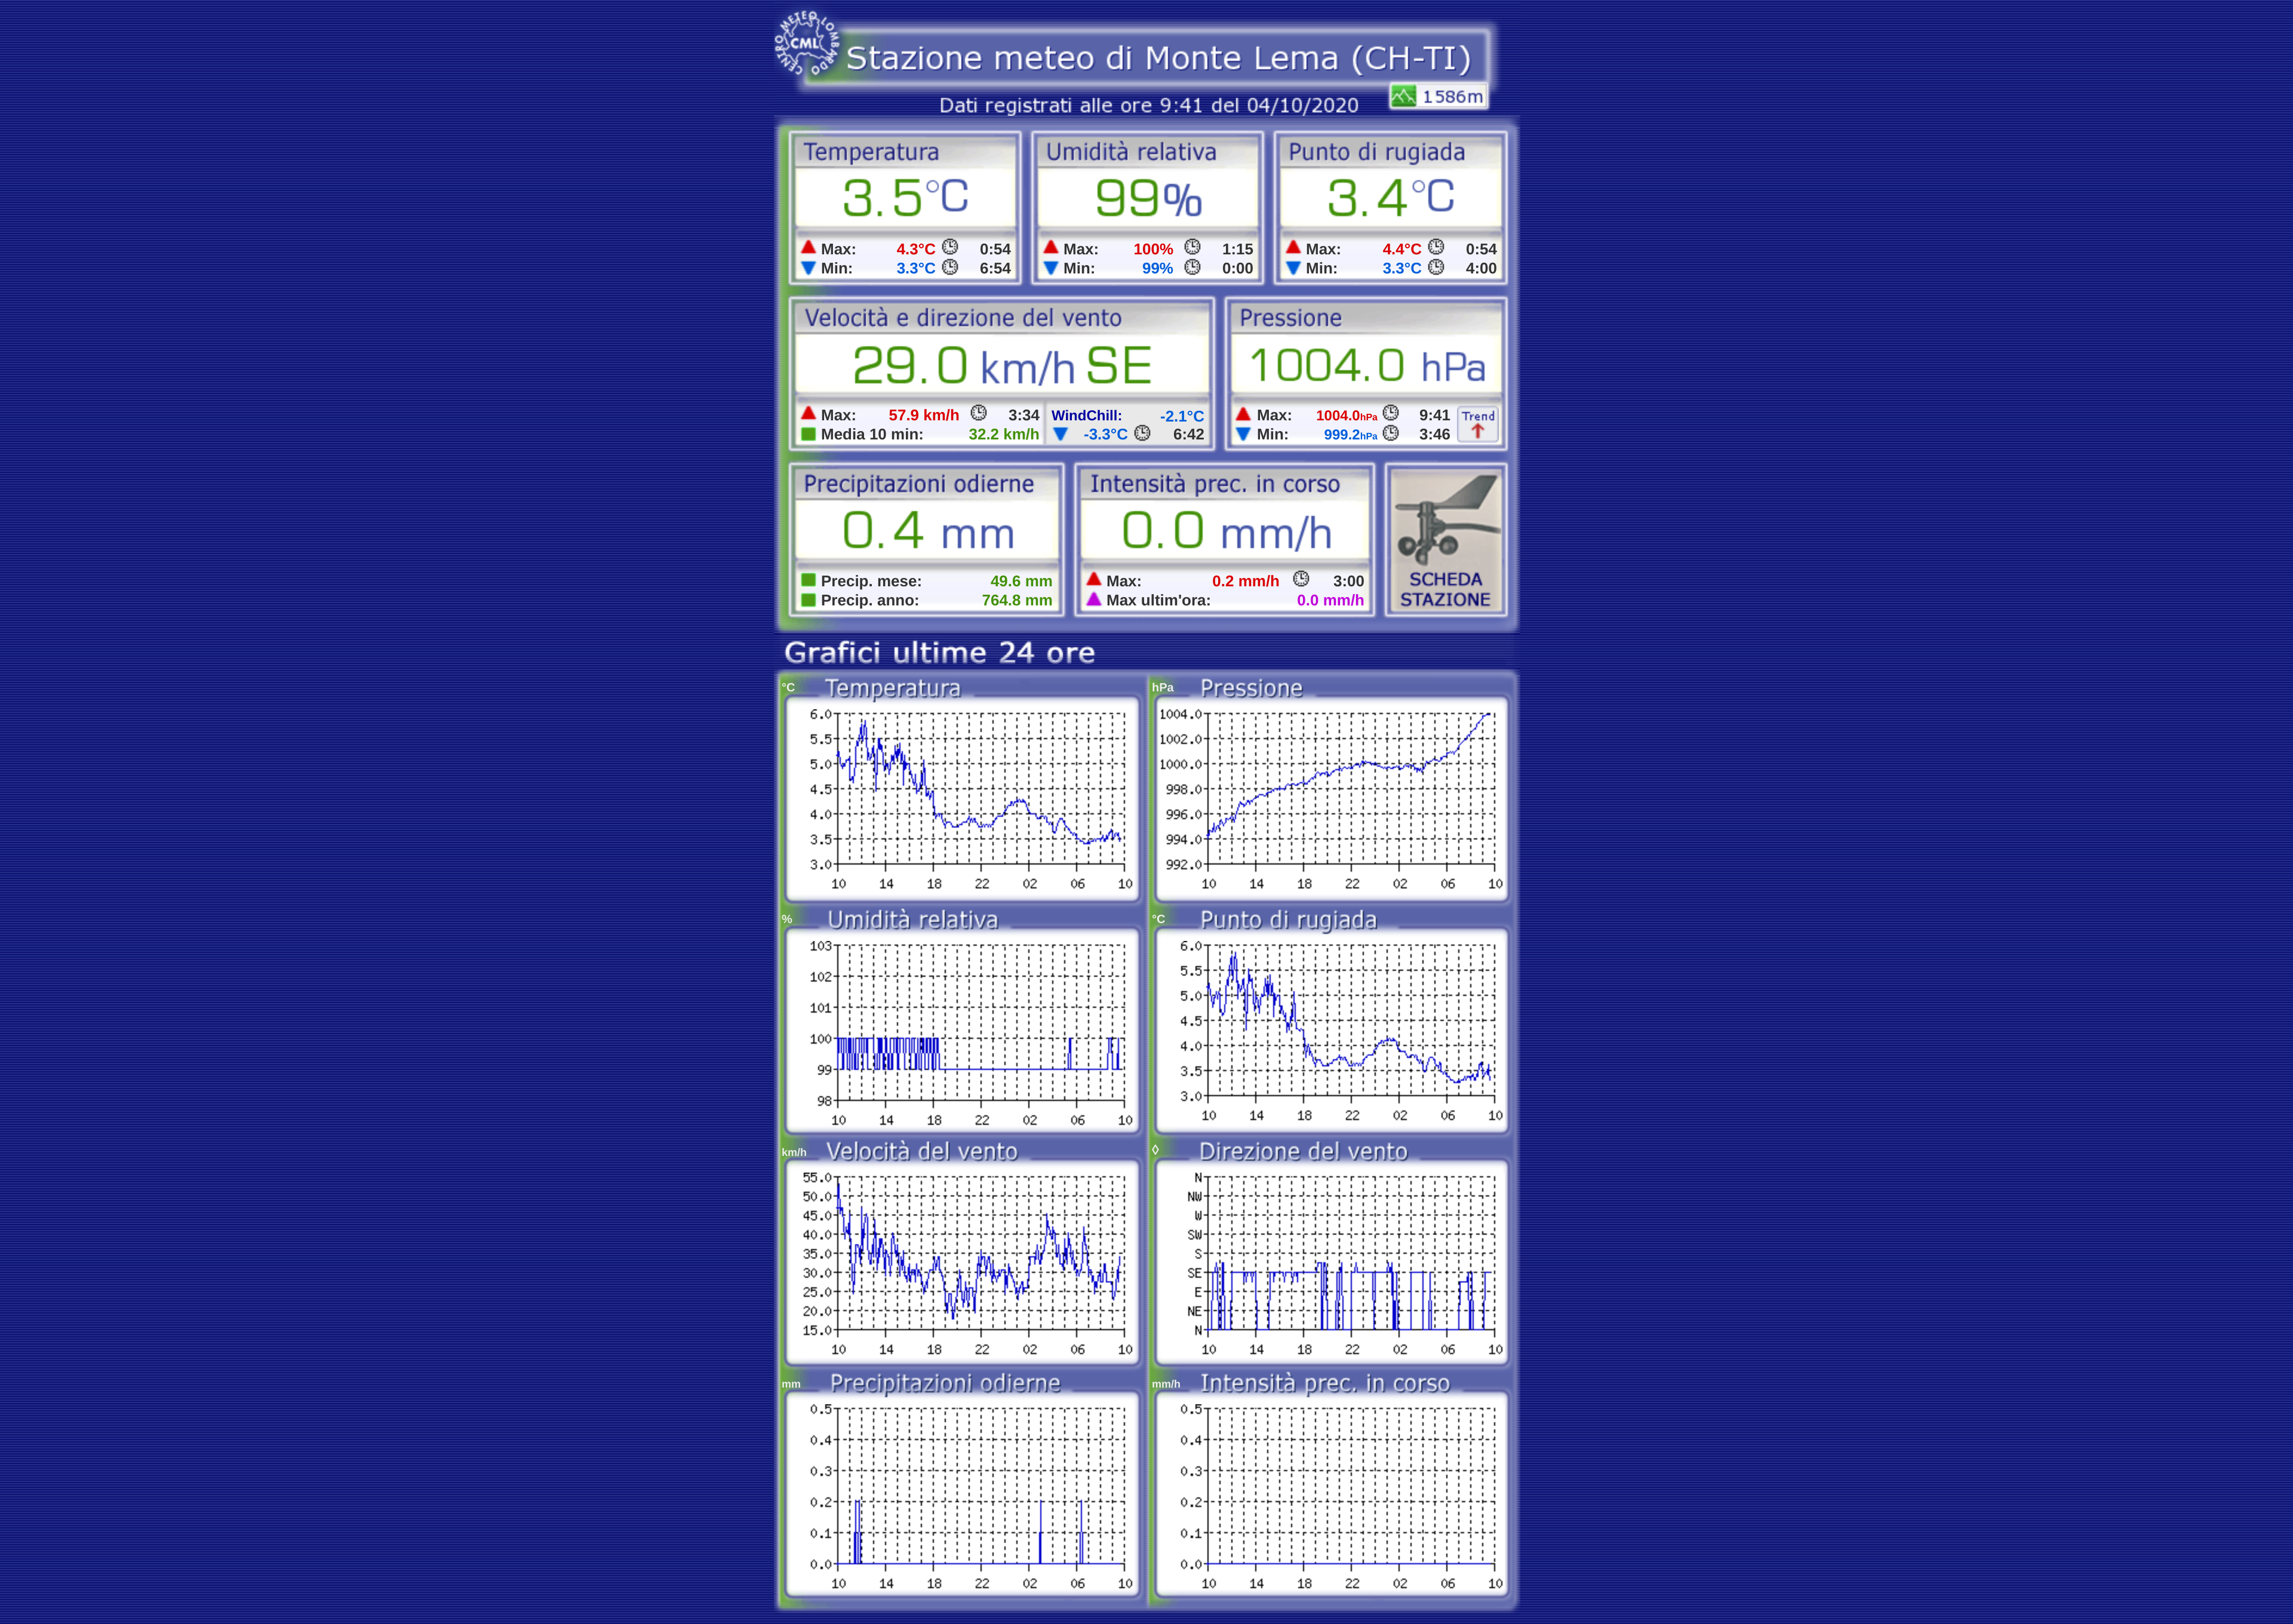 CENTRO METEO LOMBARDO
CML
Stazione meteo di Monte Lema (CH-TI)
Dati registrati alle ore 9:41 del 04/10/2020
1586m
Temperatura
3.5°C
Max: 4.3°C 0:54
Min: 3.3°C 6:54
Umidità relativa
99%
Max: 100% 1:15
Min: 99% 0:00
Punto di rugiada
3.4°C
Max: 4.4°C 0:54
Min: 3.3°C 4:00
Velocità e direzione del vento
29.0 km/h SE
Max: 57.9 km/h 3:34
Media 10 min: 32.2 km/h
WindChill: -2.1°C
-3.3°C 6:42
Pressione
1004.0 hPa
Max: 1004.0hPa 9:41
Min: 999.2hPa 3:46
Trend
Precipitazioni odierne
0.4 mm
Precip. mese: 49.6 mm
Precip. anno: 764.8 mm
Intensità prec. in corso
0.0 mm/h
Max: 0.2 mm/h 3:00
Max ultim'ora: 0.0 mm/h
SCHEDA
STAZIONE
Grafici ultime 24 ore
°C Temperatura
6.0
5.5
5.0
4.5
4.0
3.5
3.0
10 14 18 22 02 06 10
hPa Pressione
1004.0
1002.0
1000.0
998.0
996.0
994.0
992.0
10 14 18 22 02 06 10
% Umidità relativa
103
102
101
100
99
98
10 14 18 22 02 06 10
°C Punto di rugiada
6.0
5.5
5.0
4.5
4.0
3.5
3.0
10 14 18 22 02 06 10
km/h Velocità del vento
55.0
50.0
45.0
40.0
35.0
30.0
25.0
20.0
15.0
10 14 18 22 02 06 10
◊ Direzione del vento
N
NW
W
SW
S
SE
E
NE
N
10 14 18 22 02 06 10
mm Precipitazioni odierne
0.5
0.4
0.3
0.2
0.1
0.0
10 14 18 22 02 06 10
mm/h Intensità prec. in corso
0.5
0.4
0.3
0.2
0.1
0.0
10 14 18 22 02 06 10